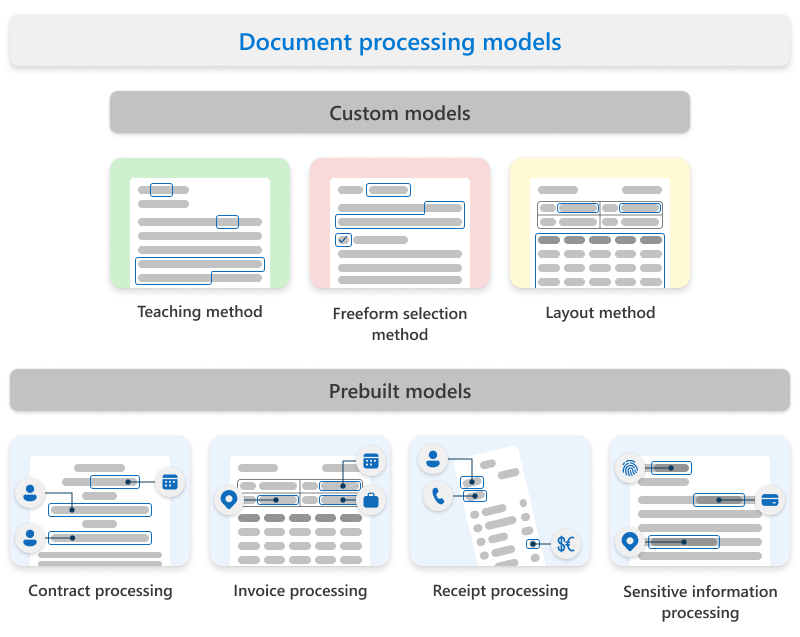 Document processing models
Custom models
Teaching method
Freeform selection
method
Layout method
Prebuilt models
Contract processing
Invoice processing
Receipt processing
Sensitive information
processing